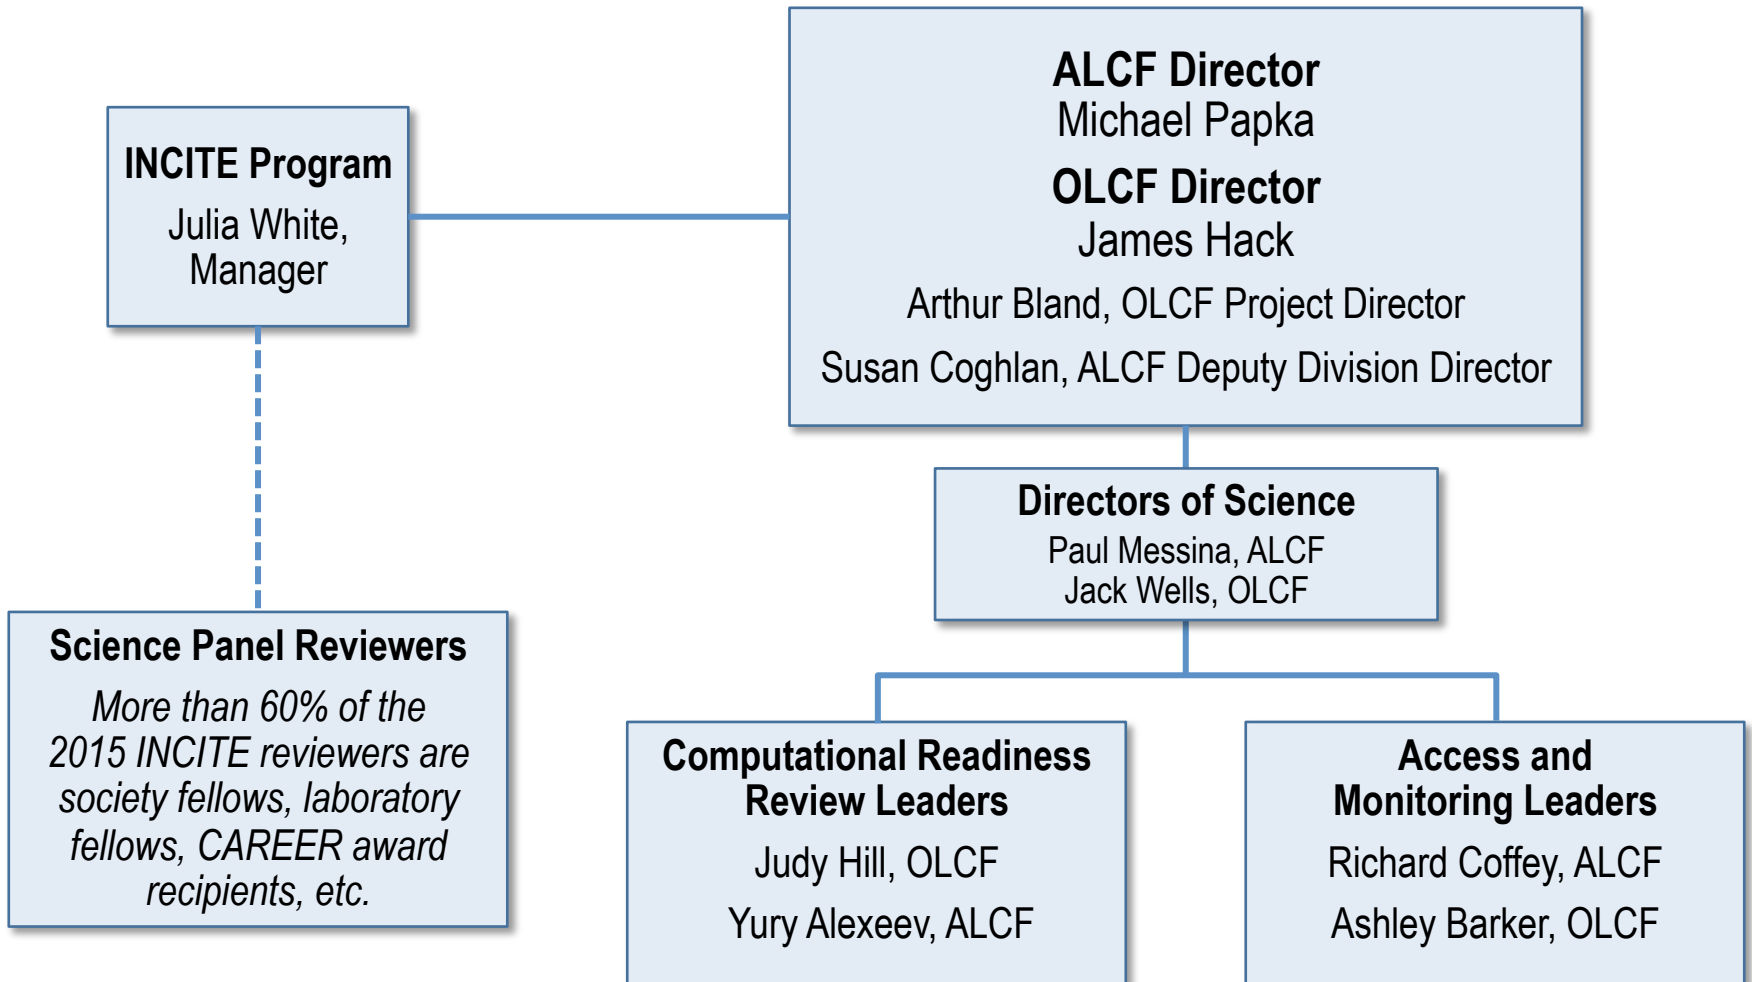 ALCF Director
Michael Papka
OLCF Director
James Hack
Arthur Bland, OLCF Project Director
Susan Coghlan, ALCF Deputy Division Director
INCITE Program
Julia White,
Manager
Directors of Science
Paul Messina, ALCF
Jack Wells, OLCF
Science Panel Reviewers
More than 60% of the
2015 INCITE reviewers are
society fellows, laboratory
fellows, CAREER award
recipients, etc.
Computational Readiness
Review Leaders
Judy Hill, OLCF
Yury Alexeev, ALCF
Access and
Monitoring Leaders
Richard Coffey, ALCF
Ashley Barker, OLCF